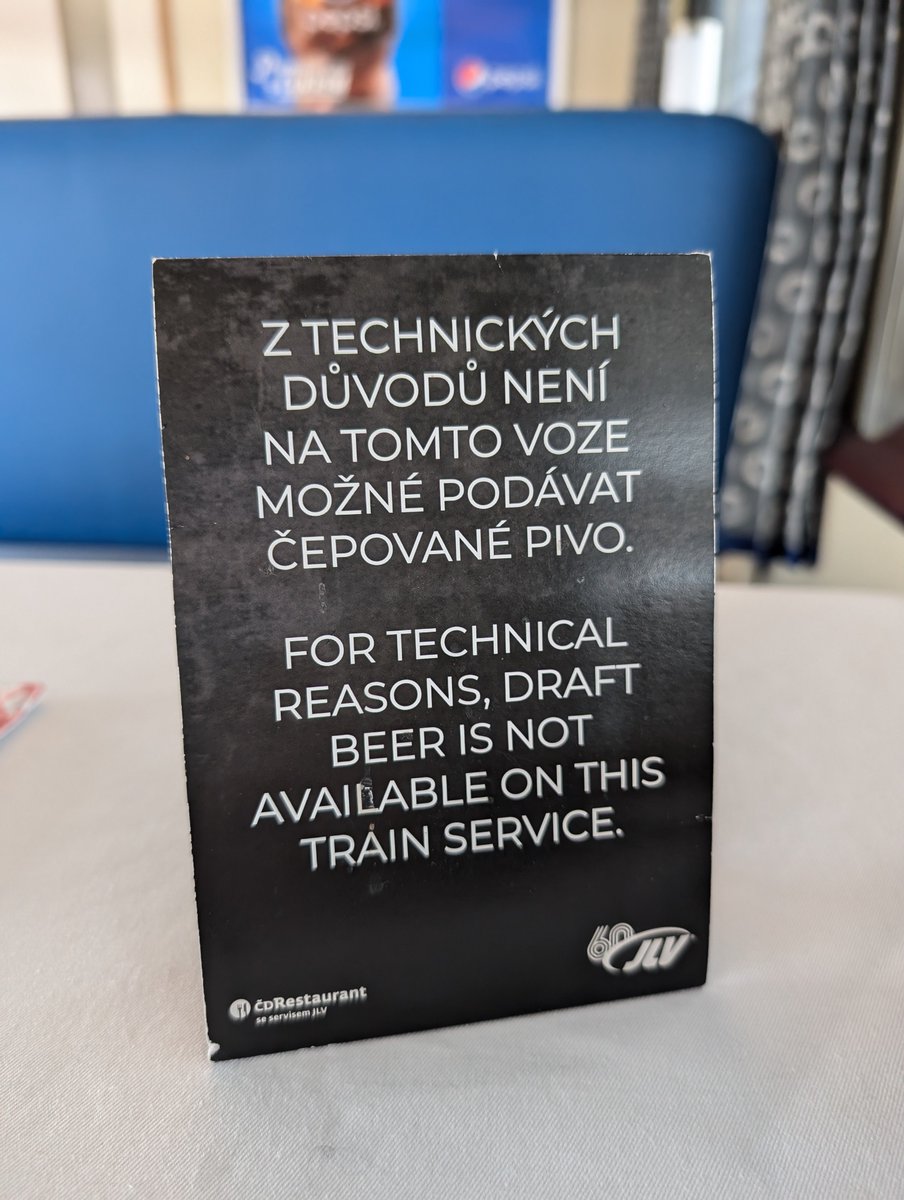 Z TECHNICKÝCH
DŮVODŮ NENÍ
NA TOMTO VOZE
MOŽNÉ PODÁVAT
ČEPOVANÉ PIVO.
FOR TECHNICAL
REASONS, DRAFT
BEER IS NOT
AVAILABLE ON THIS
TRAIN SERVICE.
60 JLV
ČDRestaurant
se servisem JLV